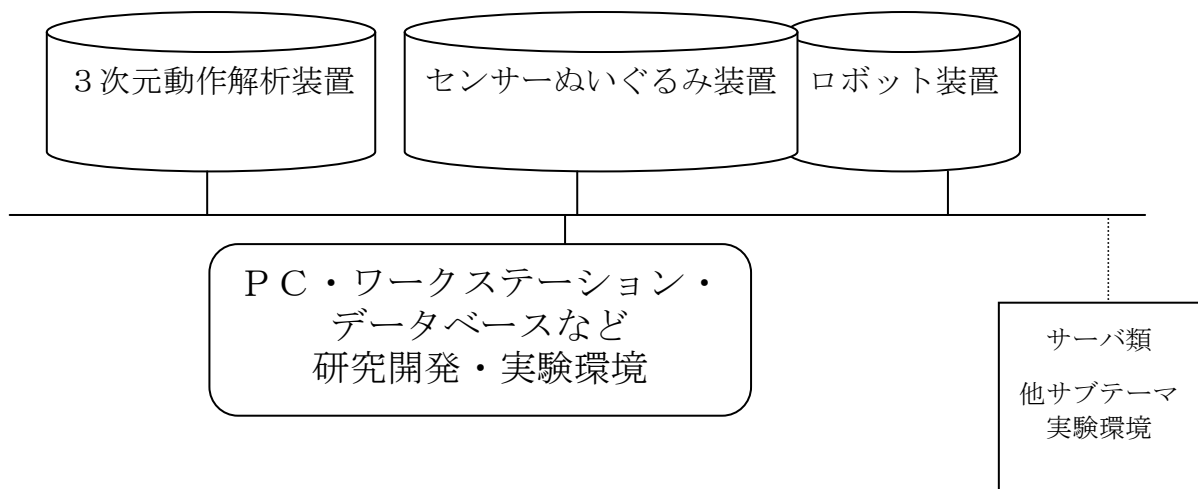 ３次元動作解析装置
センサーぬいぐるみ装置
ロボット装置
ＰＣ・ワークステーション・
データベースなど
研究開発・実験環境
サーバ類
他サブテーマ
実験環境